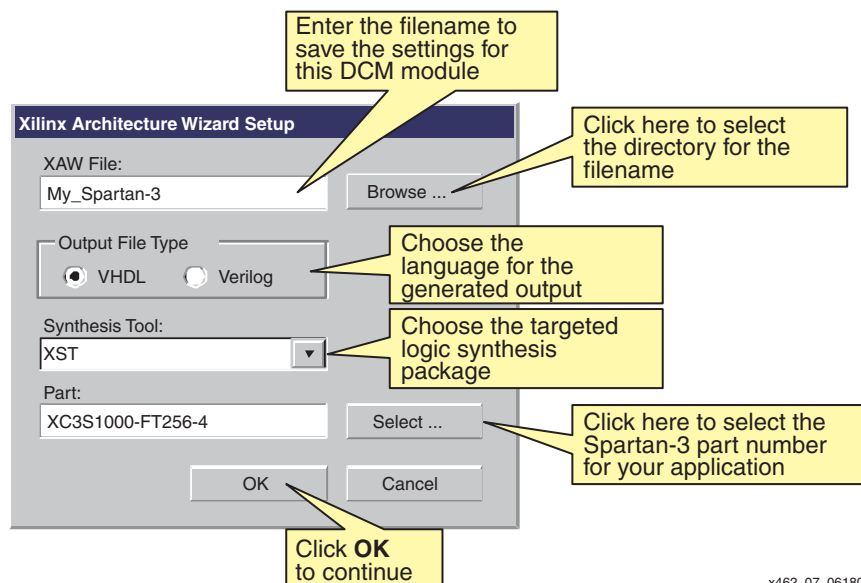 Enter the filename to
save the settings for
this DCM module
Xilinx Architecture Wizard Setup
Click here to select
the directory for the
filename
XAW File:
My_Spartan-3
Browse ...
Output File Type
VHDL
Verilog
Choose the
language for the
generated output
Synthesis Tool:
XST
Choose the targeted
logic synthesis
package
Part:
XC3S1000-FT256-4
Select ...
Click here to select the
Spartan-3 part number
for your application
OK
Cancel
Click OK
to continue